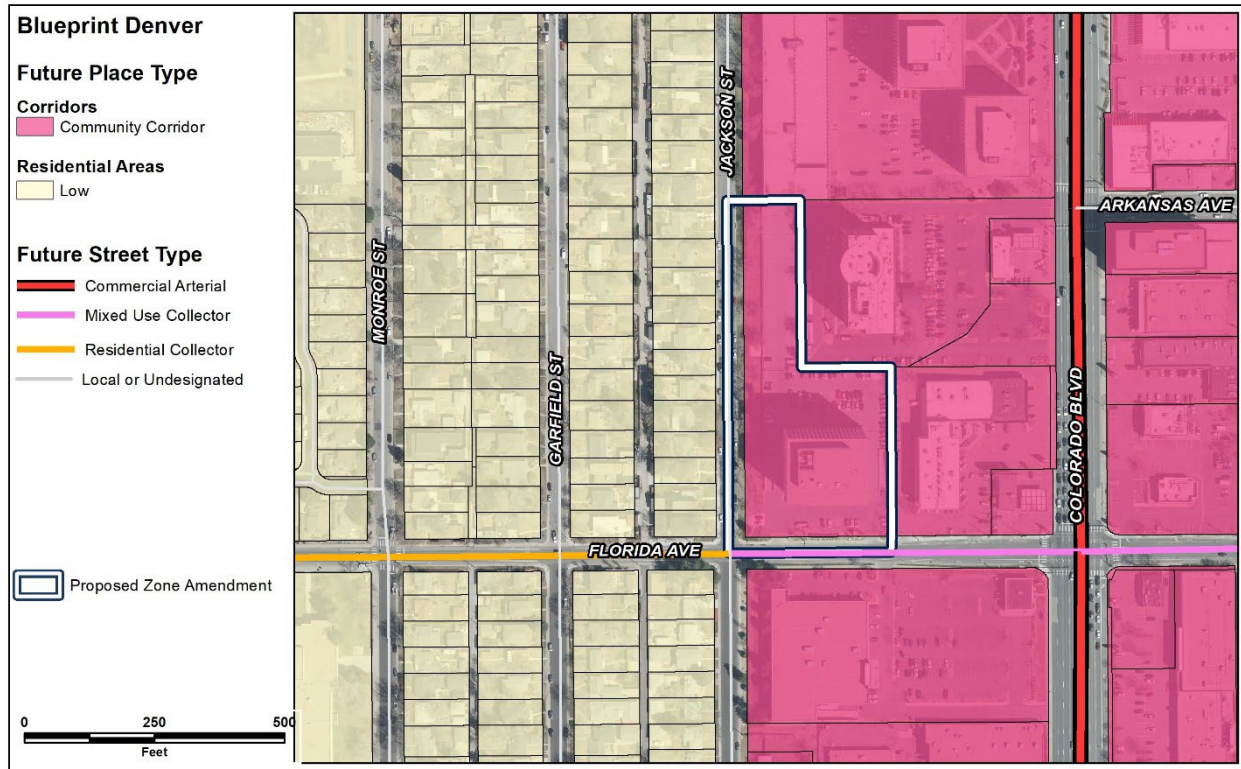 Blueprint Denver
Future Place Type
Corridors
Community Corridor
Residential Areas
Low
Future Street Type
Commercial Arterial
Mixed Use Collector
Residential Collector
Local or Undesignated
Proposed Zone Amendment
0 250 500
Feet
MONROE ST
GARFIELD ST
JACKSON ST
ARKANSAS AVE
COLORADO BLVD
FLORIDA AVE